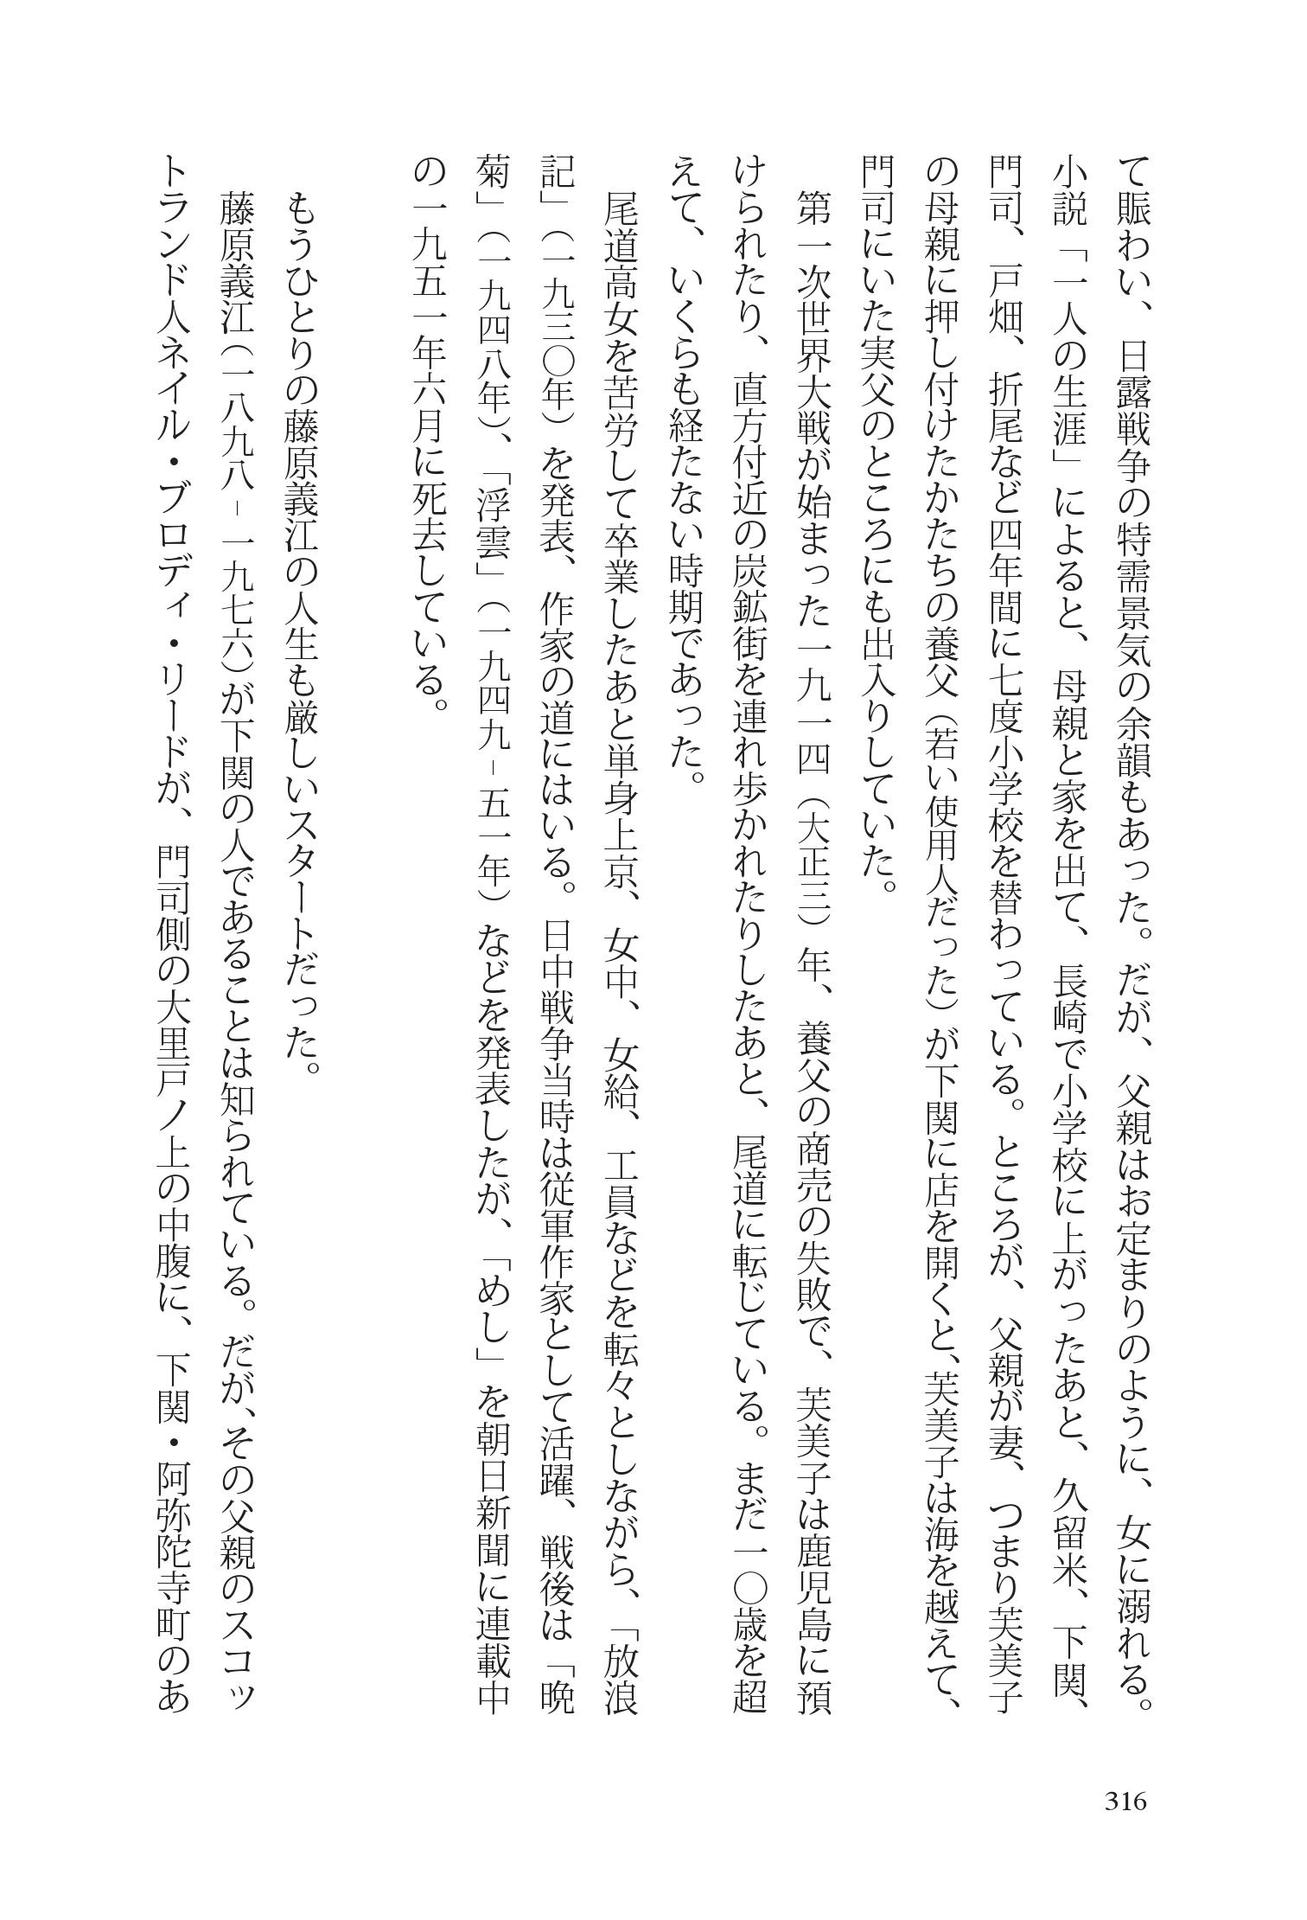 て賑わい、日露戦争の特需景気の余韻もあった。だが、父親はお定まりのように、女に溺れる。
小説「一人の生涯」によると、母親と家を出て、長崎で小学校に上がったあと、久留米、下関、
門司、戸畑、折尾など四年間に七度小学校を替わっている。ところが、父親が妻、つまり芙美子
の母親に押し付けたかたちの養父（若い使用人だった）が下関に店を開くと、芙美子は海を越えて、
門司にいた実父のところにも出入りしていた。
第一次世界大戦が始まった一九一四（大正三）年、養父の商売の失敗で、芙美子は鹿児島に預
けられたり、直方付近の炭鉱街を連れ歩かれたりしたあと、尾道に転じている。まだ一〇歳を超
えて、いくらも経たない時期であった。
尾道高女を苦労して卒業したあと単身上京、女中、女給、工員などを転々としながら、「放浪
記」（一九三〇年）を発表、作家の道にはいる。日中戦争当時は従軍作家として活躍、戦後は「晩
菊」（一九四八年）、「浮雲」（一九四九－五一年）などを発表したが、「めし」を朝日新聞に連載中
の一九五一年六月に死去している。
もうひとりの藤原義江の人生も厳しいスタートだった。
藤原義江（一八九八－一九七六）が下関の人であることは知られている。だが、その父親のスコッ
トランド人ネイル・ブロディ・リードが、門司側の大里戸ノ上の中腹に、下関・阿弥陀寺町のあ
316